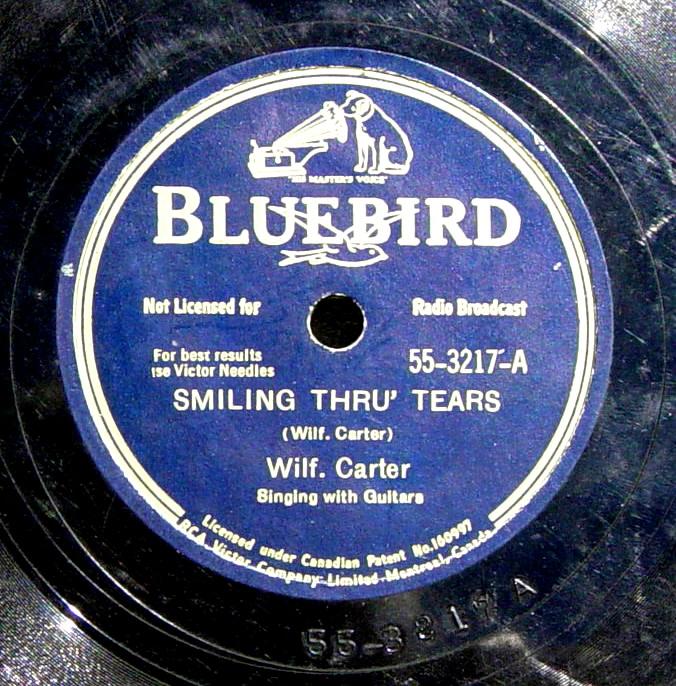 "HIS MASTER'S VOICE"
BLUEBIRD
Not Licensed for Radio Broadcast
For best results
use Victor Needles
55-3217-A
SMILING THRU' TEARS
(Wilf. Carter)
Wilf. Carter
Singing with Guitars
Licensed under Canadian Patent No.160997
RCA Victor Company Limited-Montreal, Canada
55-3217 A